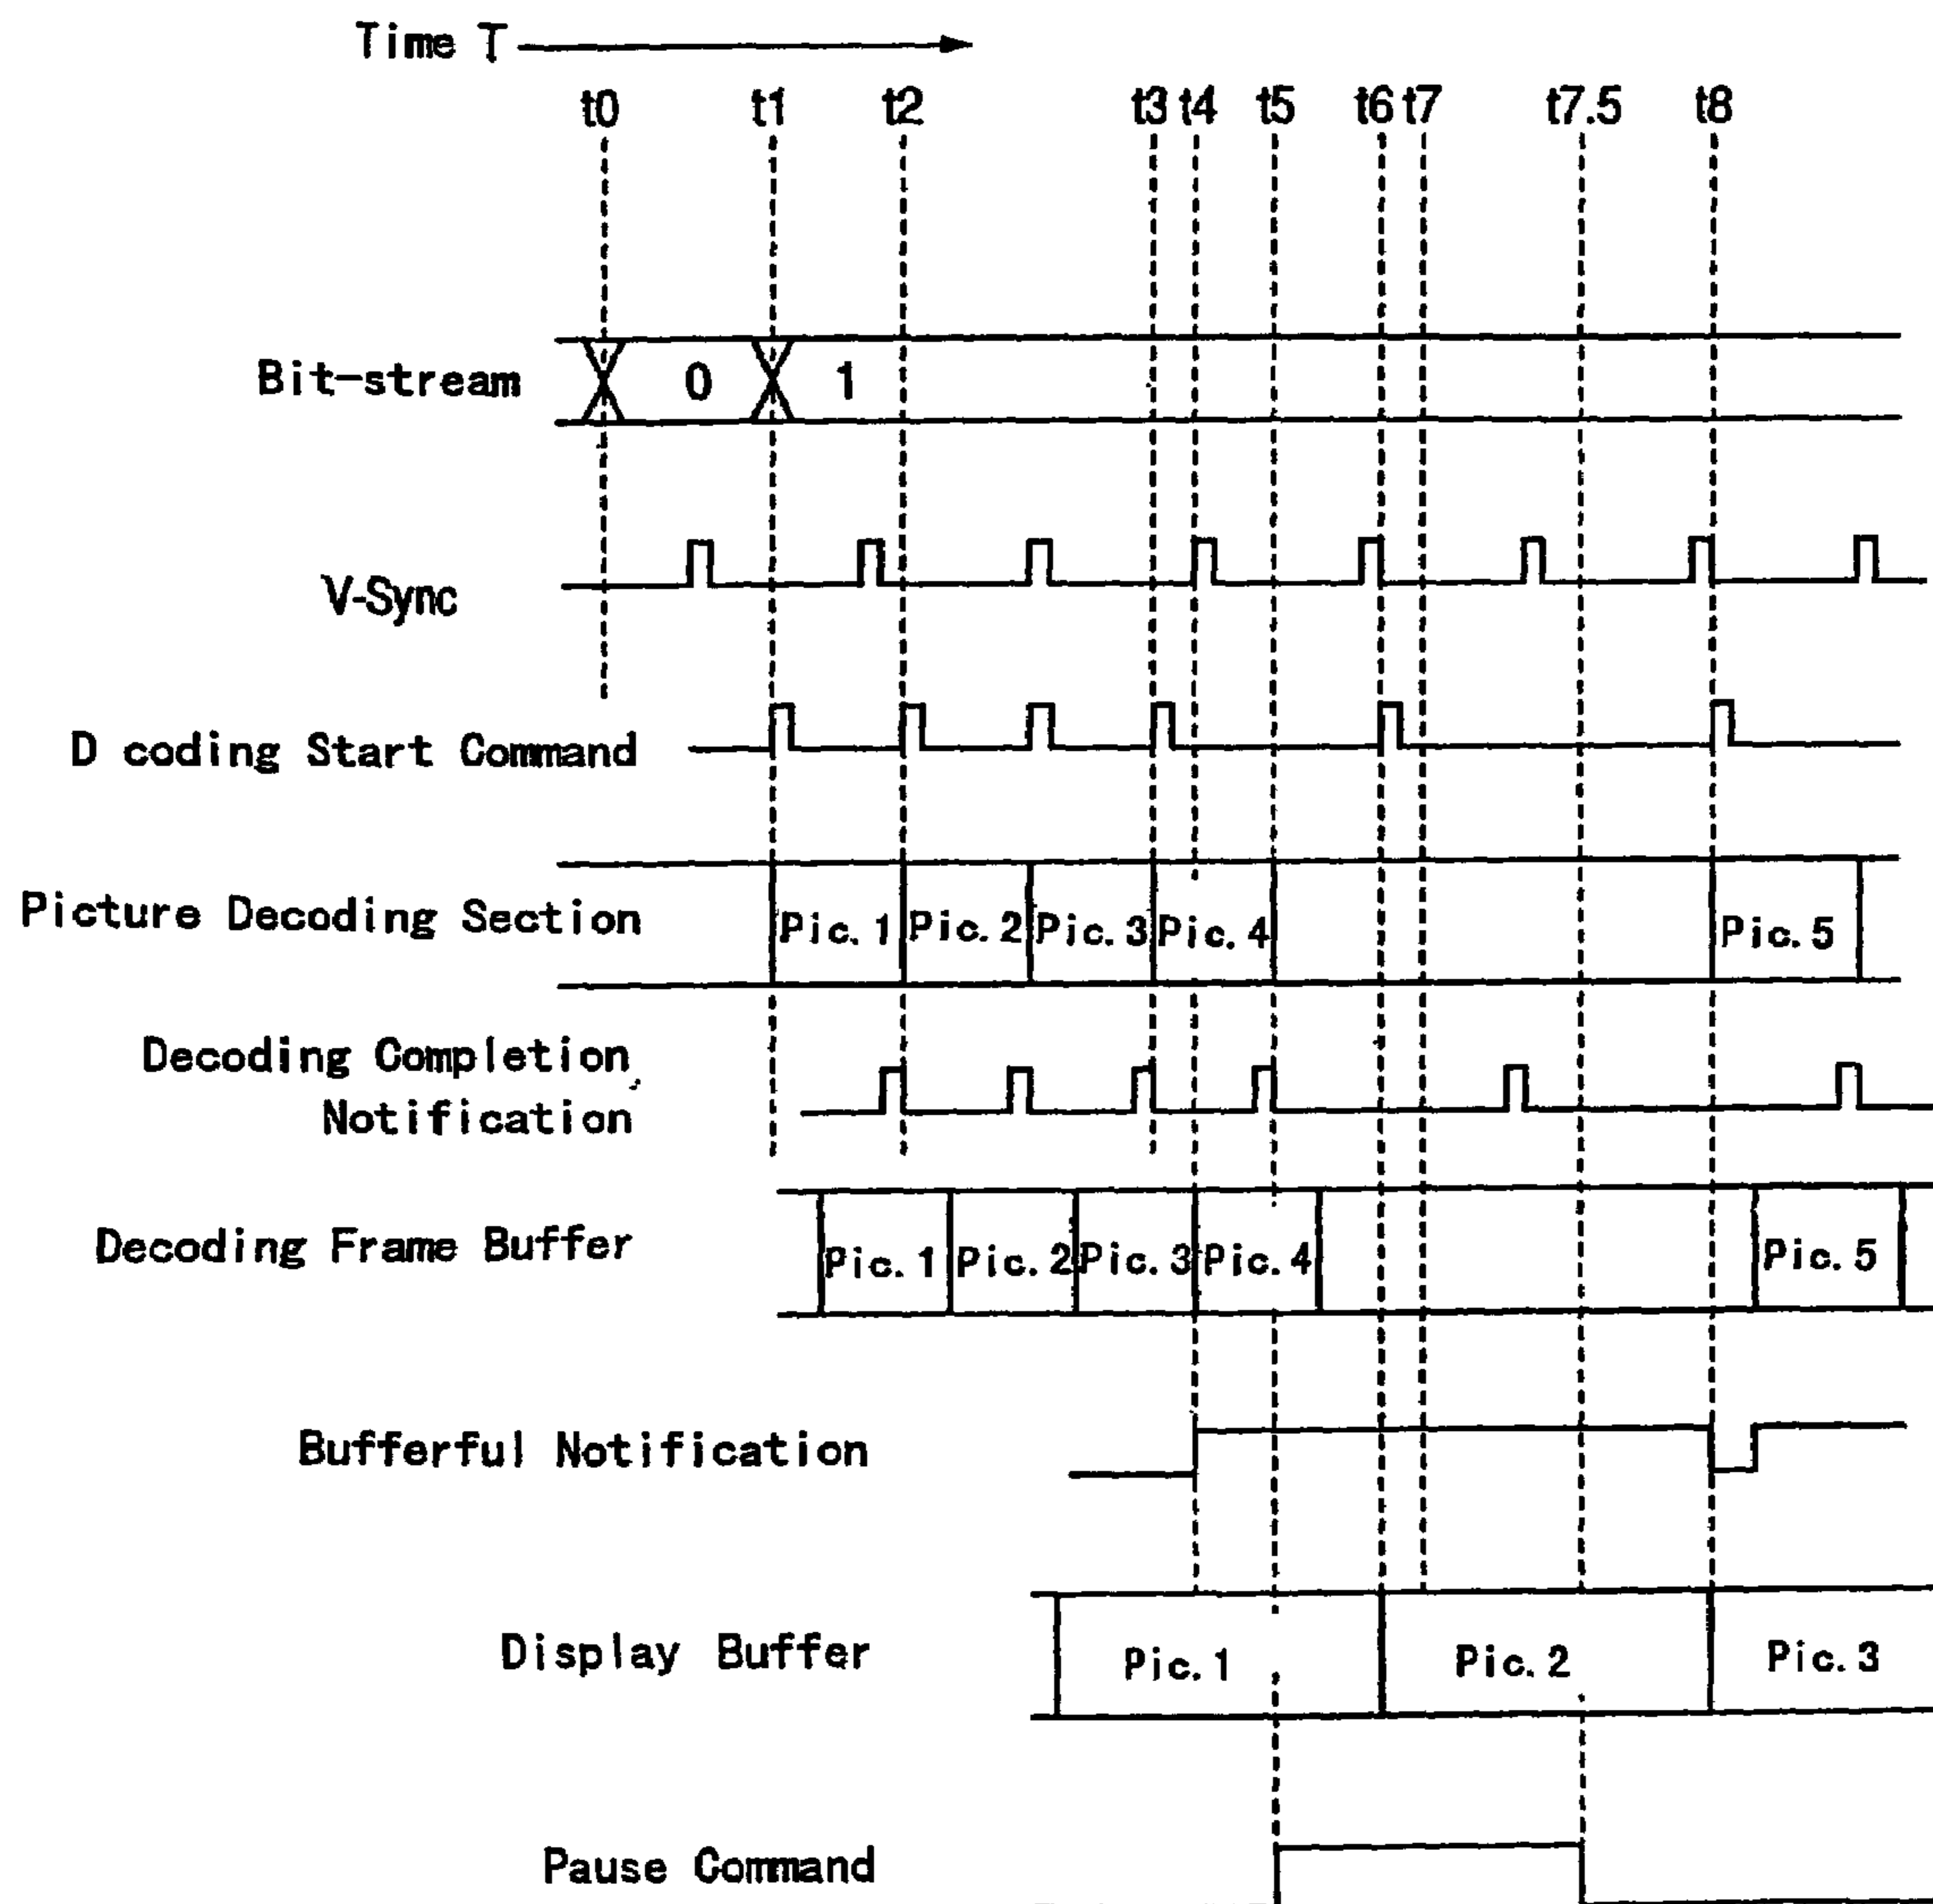 Time T
t0 t1 t2 t3 t4 t5 t6 t7 t7.5 t8
Bit-stream 0 1
V-Sync
D coding Start Command
Picture Decoding Section Pic.1 Pic.2 Pic.3 Pic.4 Pic.5
Decoding Completion
Notification
Decoding Frame Buffer Pic.1 Pic.2 Pic.3 Pic.4 Pic.5
Bufferful Notification
Display Buffer Pic.1 Pic.2 Pic.3
Pause Command